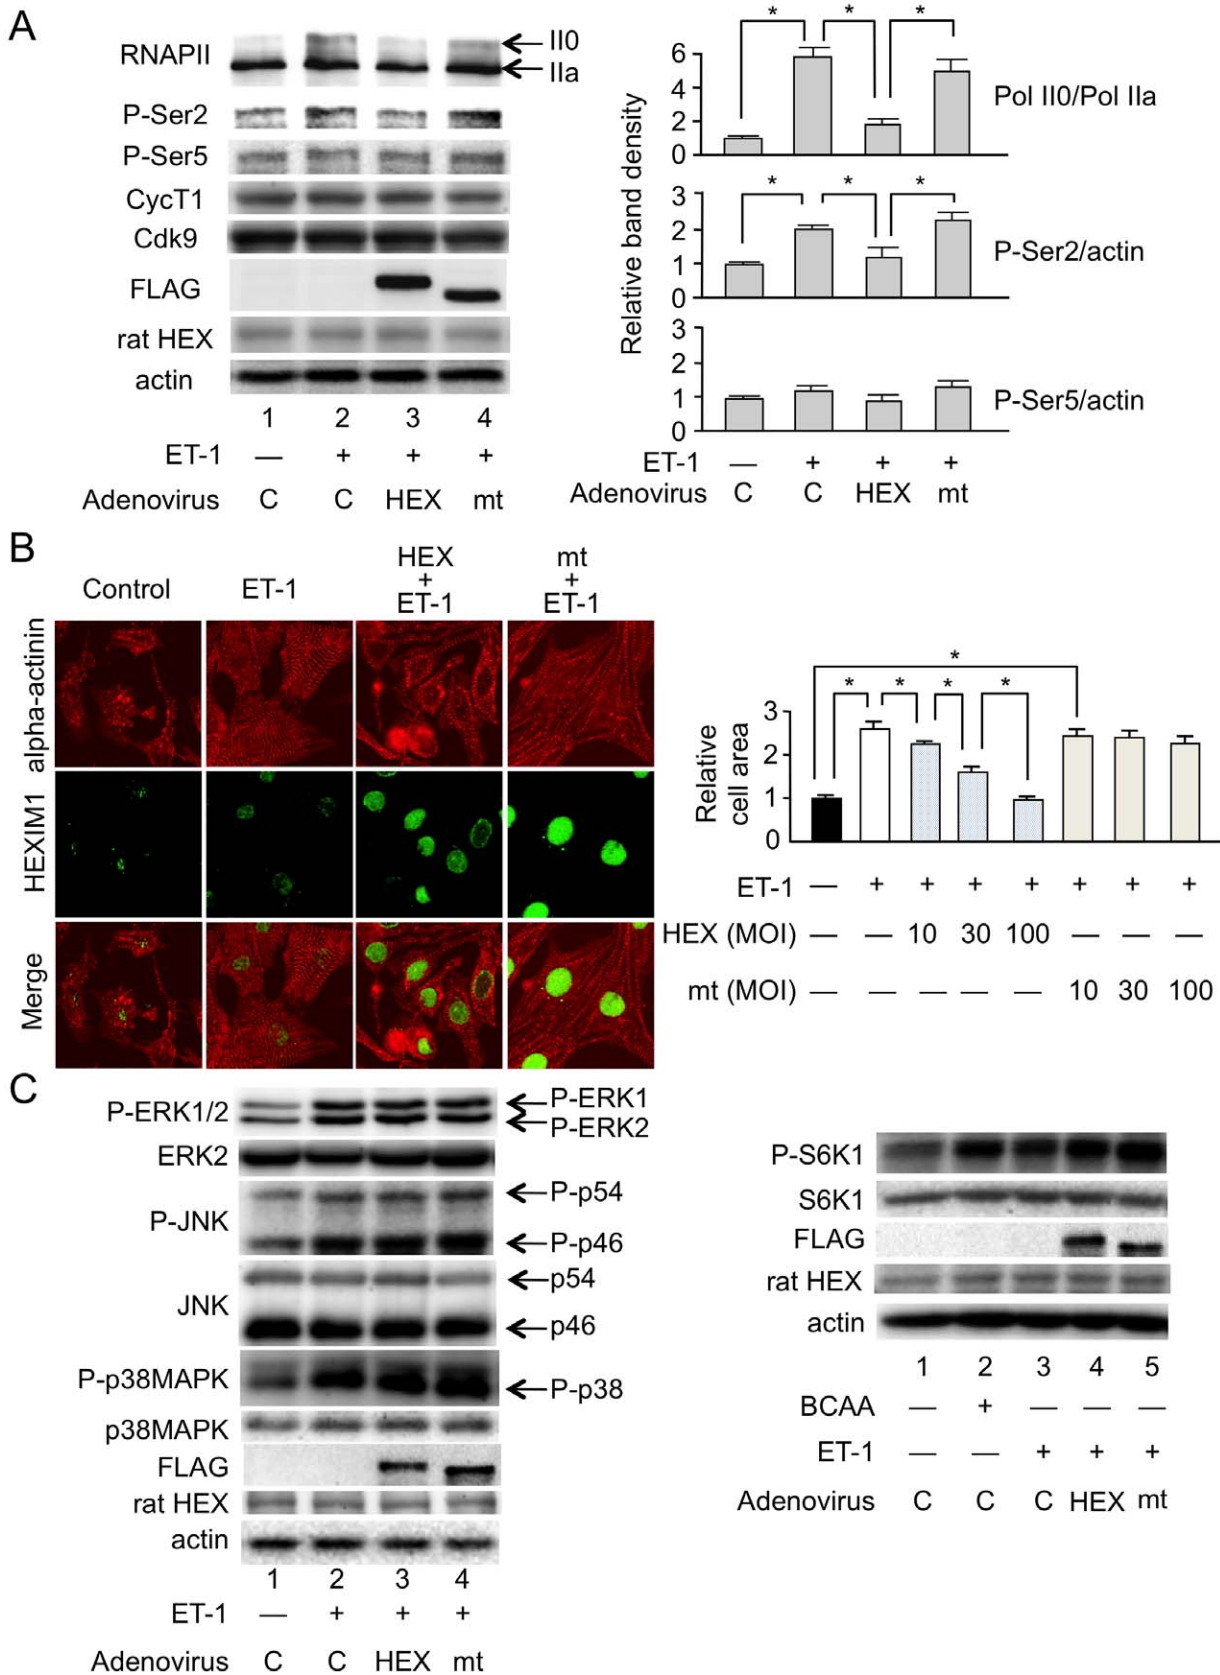 A
RNAPII
II0
IIa
P-Ser2
P-Ser5
CycT1
Cdk9
FLAG
rat HEX
actin
1 2 3 4
ET-1 — + + +
Adenovirus C C HEX mt
* * *
6
4
2
0
Pol II0/Pol IIa
Relative band density
* * *
3
2
1
0
P-Ser2/actin
3
2
1
0
P-Ser5/actin
ET-1 — + + +
Adenovirus C C HEX mt
B
Control
ET-1
HEX
+
ET-1
mt
+
ET-1
alpha-actinin
HEXIM1
Merge
*
* * * *
Relative
cell area
3
2
1
0
ET-1 — + + + + + + +
HEX (MOI) — — 10 30 100 — — —
mt (MOI) — — — — — 10 30 100
C
P-ERK1/2
P-ERK1
P-ERK2
ERK2
P-JNK
P-p54
P-p46
JNK
p54
p46
P-p38MAPK
P-p38
p38MAPK
FLAG
rat HEX
actin
1 2 3 4
ET-1 — + + +
Adenovirus C C HEX mt
P-S6K1
S6K1
FLAG
rat HEX
actin
1 2 3 4 5
BCAA — + — — —
ET-1 — — + + +
Adenovirus C C C HEX mt